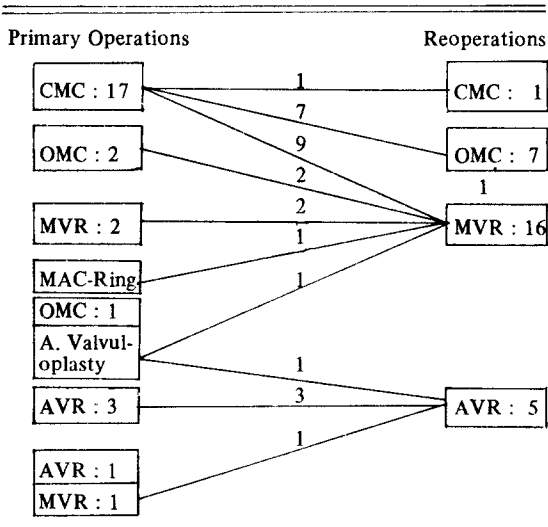 Primary Operations
Reoperations
CMC : 17
1
CMC : 1
7
OMC : 2
9
OMC : 7
2
1
MVR : 2
2
MVR : 16
1
MAC-Ring
1
OMC : 1
A. Valvul-
oplasty
1
AVR : 3
3
AVR : 5
1
AVR : 1
MVR : 1